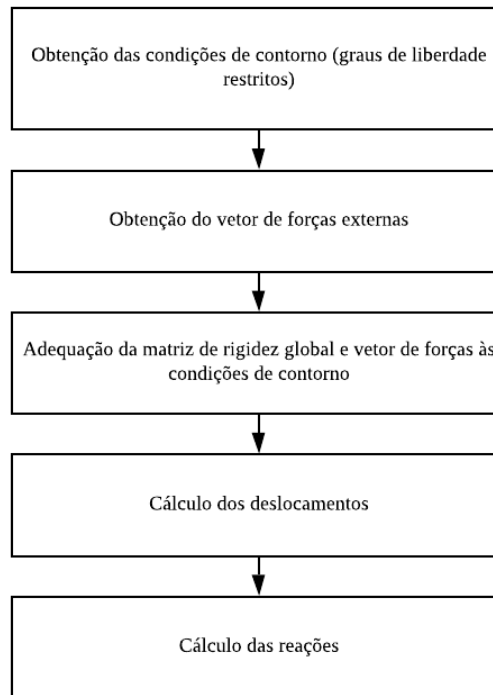 Obtenção das condições de contorno (graus de liberdade
restritos)
Obtenção do vetor de forças externas
Adequação da matriz de rigidez global e vetor de forças às
condições de contorno
Cálculo dos deslocamentos
Cálculo das reações